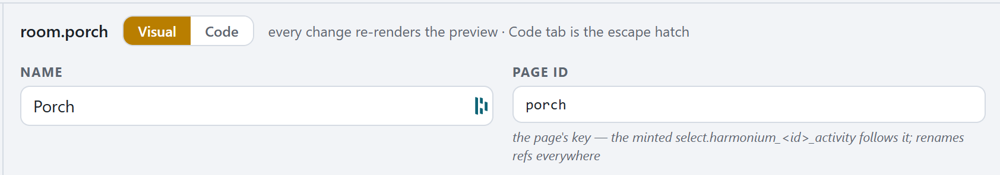 room.porch Visual Code every change re-renders the preview · Code tab is the escape hatch
NAME
Porch
PAGE ID
porch
the page's key — the minted select.harmonium_<id>_activity follows it; renames
refs everywhere